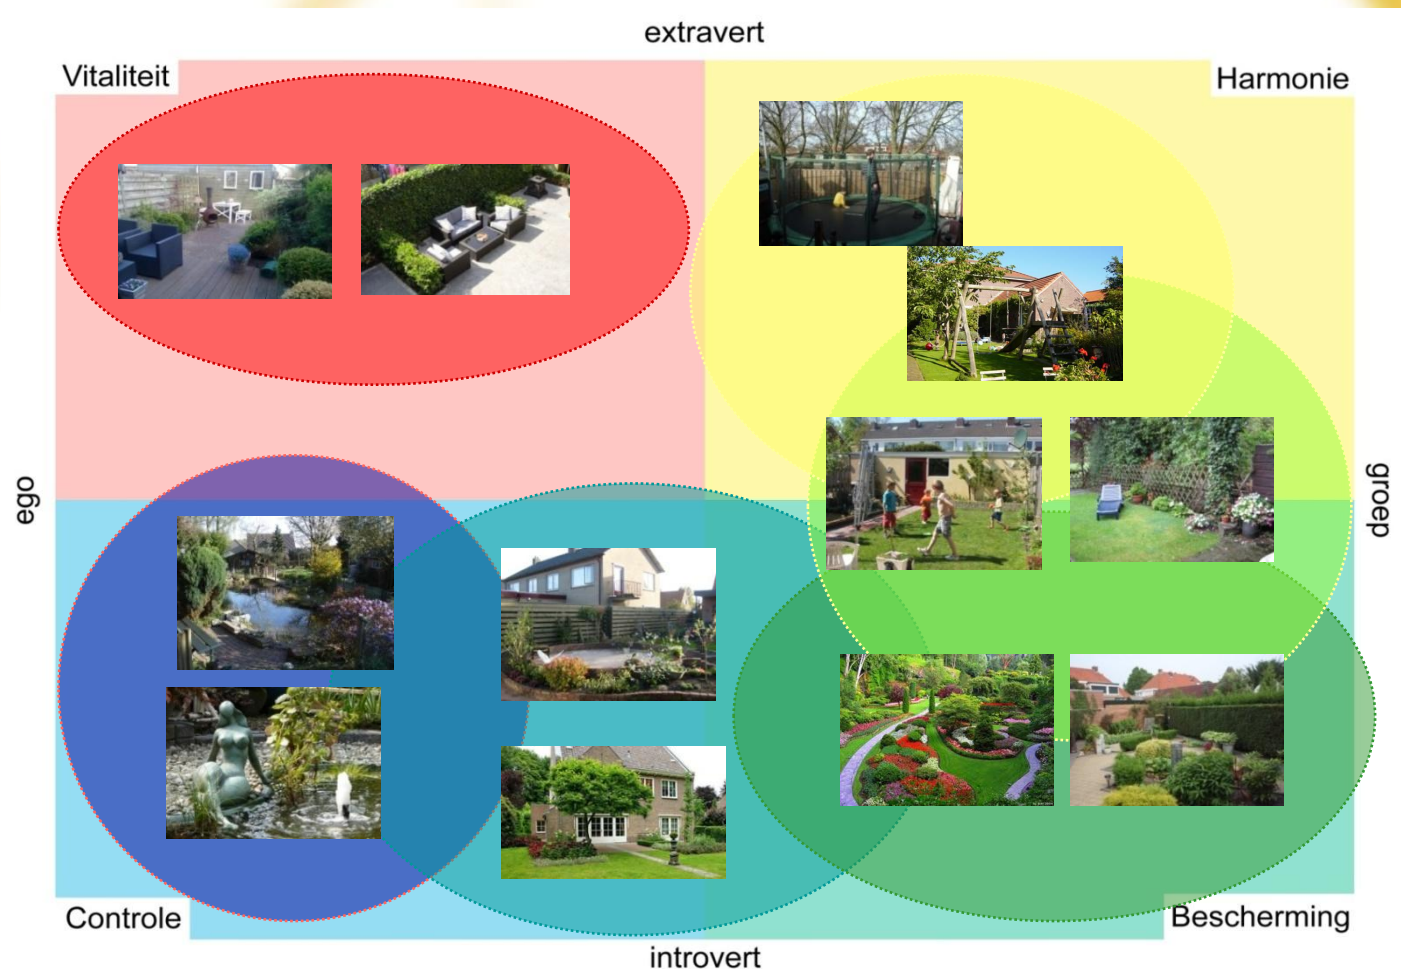 extravert
Vitaliteit
Harmonie
ego
groep
Controle
Bescherming
introvert